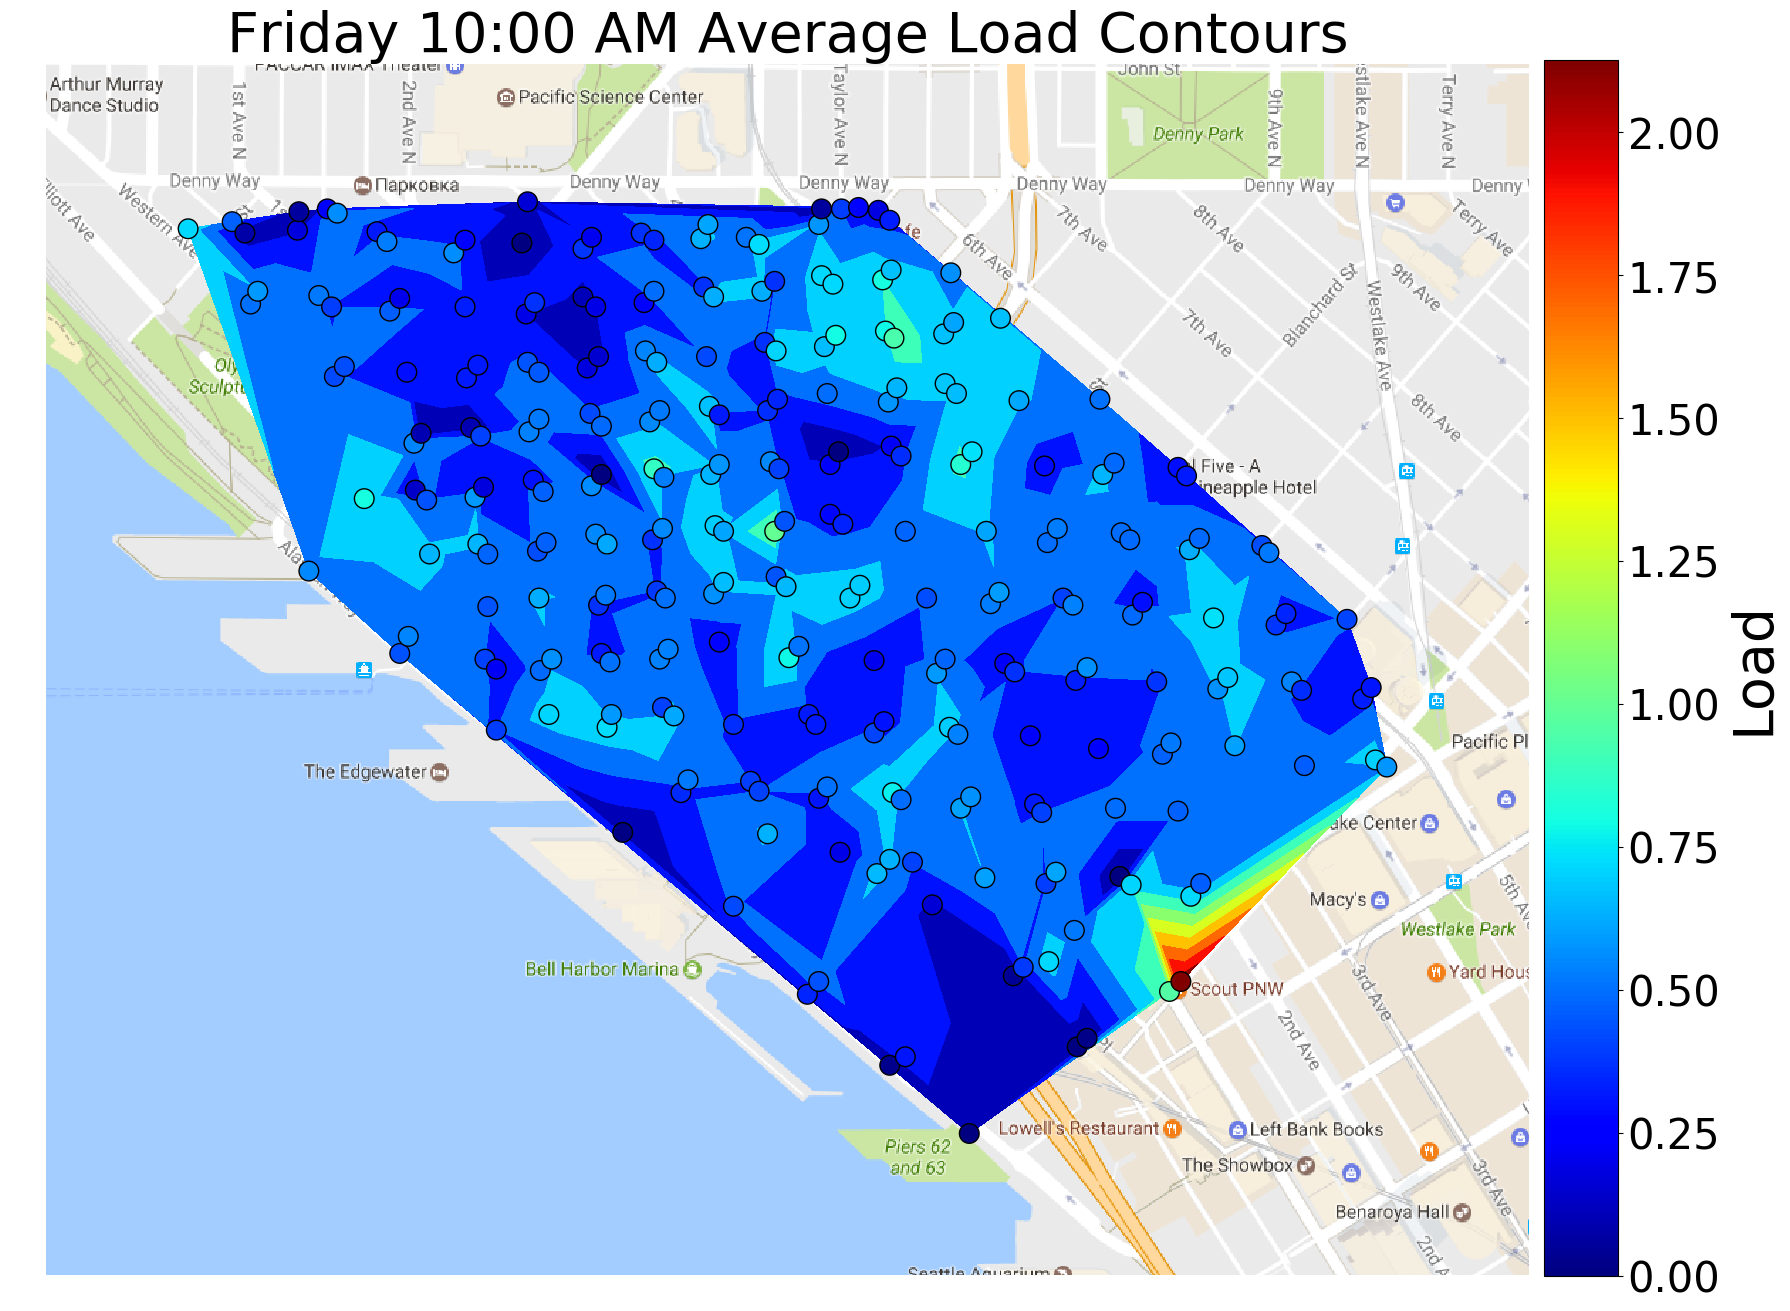 Friday 10:00 AM Average Load Contours
PACCAR IMAX Theater
John St
Arthur Murray
Dance Studio
Pacific Science Center
1st Ave N
2nd Ave N
Taylor Ave N
9th Ave N
Westlake Ave N
Terry Ave N
Denny Park
Denny Way
Парковка
Denny Way
Denny Way
Denny Way
Denny Way
Denny
Elliott Ave
Western Ave
6th Ave
7th Ave
8th Ave
Terry Ave
9th Ave
Blanchard St
Westlake Ave
7th Ave
8th Ave
Five - A
Pineapple Hotel
Pacific Pl
The Edgewater
Macy's
Westlake Park
5th Ave
Bell Harbor Marina
Yard Hous
Scout PNW
3rd Ave
2nd Ave
Lowell's Restaurant
Left Bank Books
Piers 62
and 63
The Showbox
3rd Ave
Benaroya Hall
2nd A
Seattle Aquarium
2.00
1.75
1.50
1.25
1.00
0.75
0.50
0.25
0.00
Load